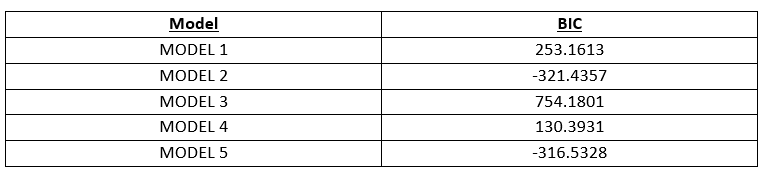 Model BIC
MODEL 1 253.1613
MODEL 2 -321.4357
MODEL 3 754.1801
MODEL 4 130.3931
MODEL 5 -316.5328